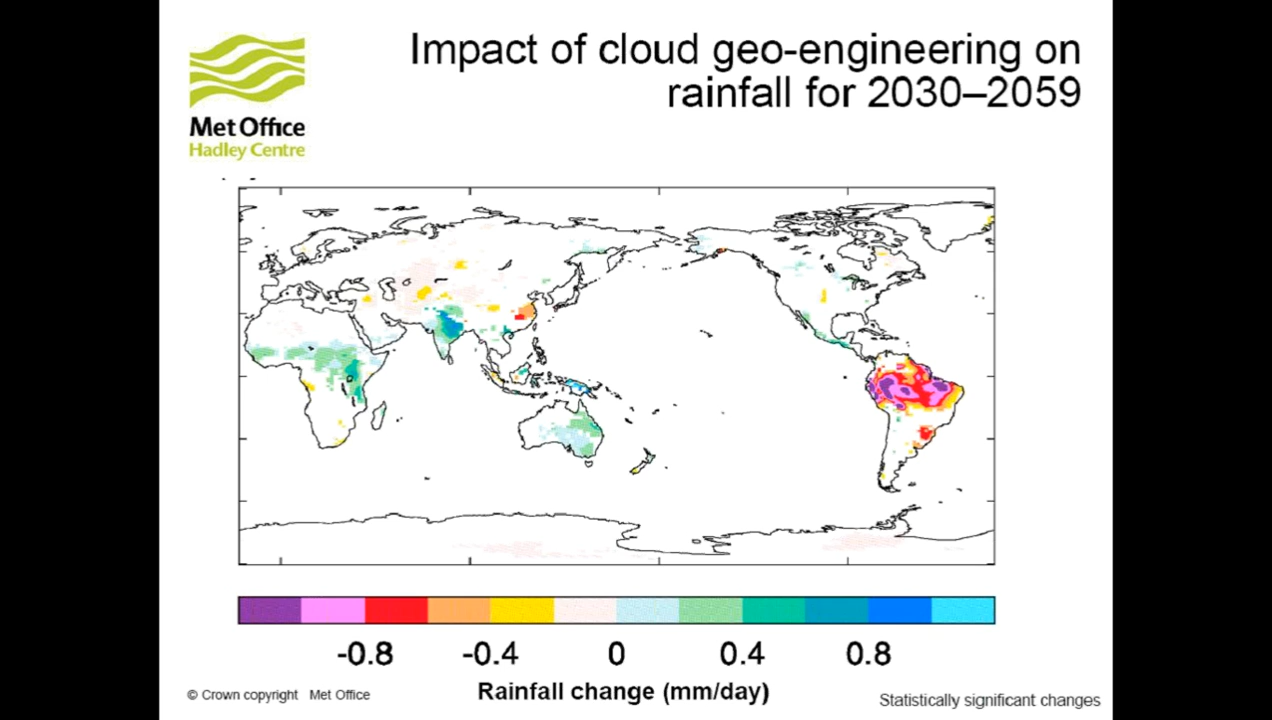 Impact of cloud geo-engineering on
rainfall for 2030–2059
Met Office
Hadley Centre
-0.8 -0.4 0 0.4 0.8
Rainfall change (mm/day)
© Crown copyright Met Office
Statistically significant changes